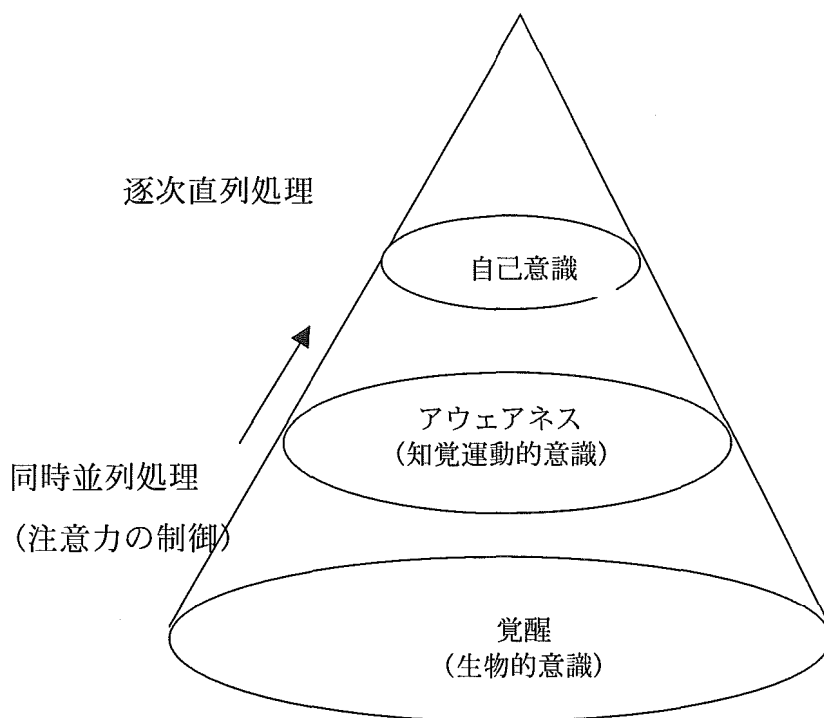 逐次直列処理
自己意識
アウェアネス
(知覚運動的意識)
同時並列処理
(注意力の制御)
覚醒
(生物的意識)